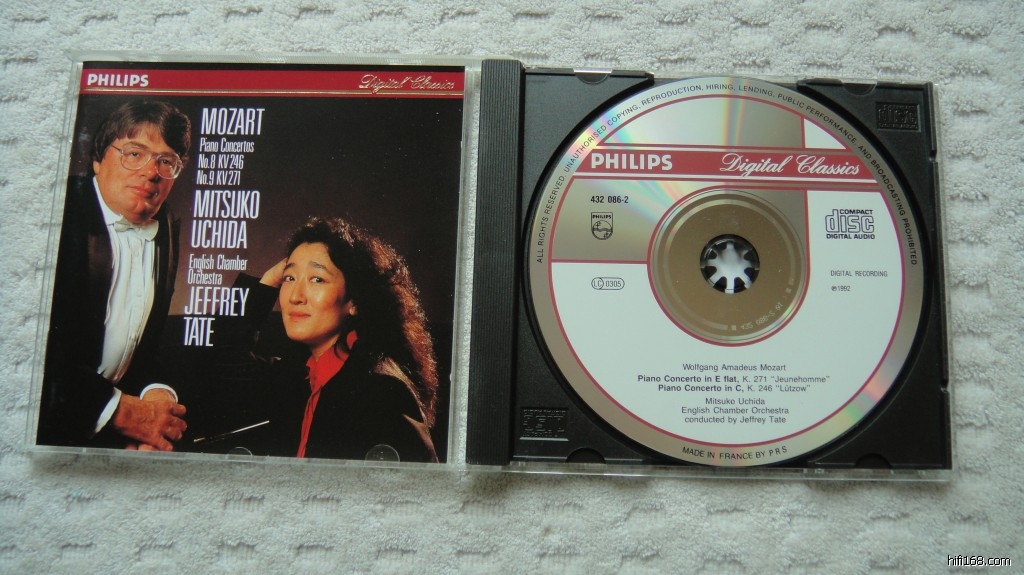 PHILIPS
Digital Classics
MOZART
Piano Concertos
No.8 KV 246
No.9 KV 271
MITSUKO
UCHIDA
English Chamber
Orchestra
JEFFREY
TATE
ALL RIGHTS RESERVED. UNAUTHORISED COPYING, REPRODUCTION, HIRING, LENDING, PUBLIC PERFORMANCE AND BROADCASTING PROHIBITED.
PHILIPS
Digital Classics
432 086-2
PHILIPS
COMPACT
disc
DIGITAL AUDIO
LC 0305
DIGITAL RECORDING
℗1992
Wolfgang Amadeus Mozart
Piano Concerto in E flat, K. 271 "Jeunehomme"
Piano Concerto in C, K. 246 "Lützow"
Mitsuko Uchida
English Chamber Orchestra
conducted by Jeffrey Tate
MADE IN FRANCE BY P R S
hifi168.com